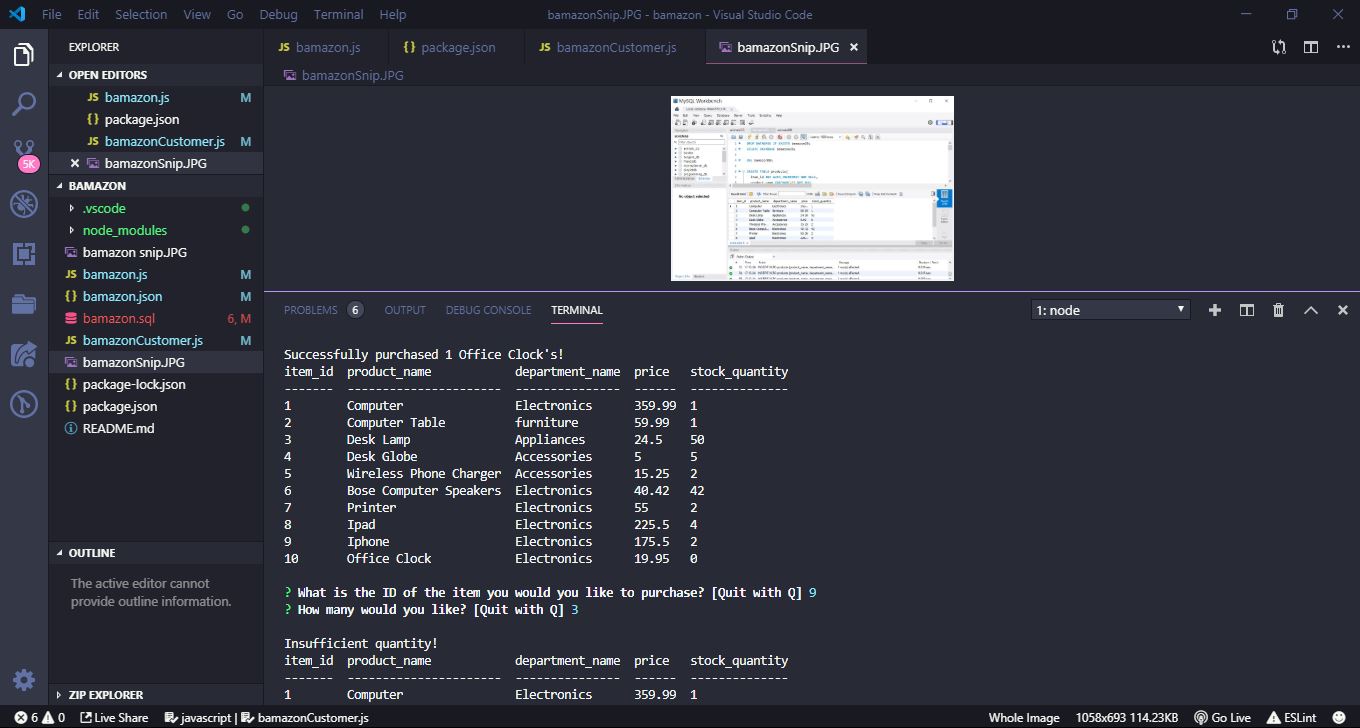 File Edit Selection View Go Debug Terminal Help
bamazonSnip.JPG - bamazon - Visual Studio Code
EXPLORER
OPEN EDITORS
JS bamazon.js M
{} package.json
JS bamazonCustomer.js M
bamazonSnip.JPG
5K
BAMAZON
.vscode
node_modules
bamazon snip.JPG
JS bamazon.js M
{} bamazon.json M
bamazon.sql 6, M
JS bamazonCustomer.js M
bamazonSnip.JPG
{} package-lock.json
{} package.json
README.md
OUTLINE
The active editor cannot
provide outline information.
ZIP EXPLORER
JS bamazon.js {} package.json JS bamazonCustomer.js bamazonSnip.JPG
bamazonSnip.JPG
MySQL Workbench
PROBLEMS 6 OUTPUT DEBUG CONSOLE TERMINAL 1: node
Successfully purchased 1 Office Clock's!
item_id product_name department_name price stock_quantity
------- ---------------------- --------------- ------ --------------
1 Computer Electronics 359.99 1
2 Computer Table furniture 59.99 1
3 Desk Lamp Appliances 24.5 50
4 Desk Globe Accessories 5 5
5 Wireless Phone Charger Accessories 15.25 2
6 Bose Computer Speakers Electronics 40.42 42
7 Printer Electronics 55 2
8 Ipad Electronics 225.5 4
9 Iphone Electronics 175.5 2
10 Office Clock Electronics 19.95 0
? What is the ID of the item you would you like to purchase? [Quit with Q] 9
? How many would you like? [Quit with Q] 3
Insufficient quantity!
item_id product_name department_name price stock_quantity
------- ---------------------- --------------- ------ --------------
1 Computer Electronics 359.99 1
6 0 Live Share javascript | bamazonCustomer.js Whole Image 1058x693 114.23KB Go Live ESLint